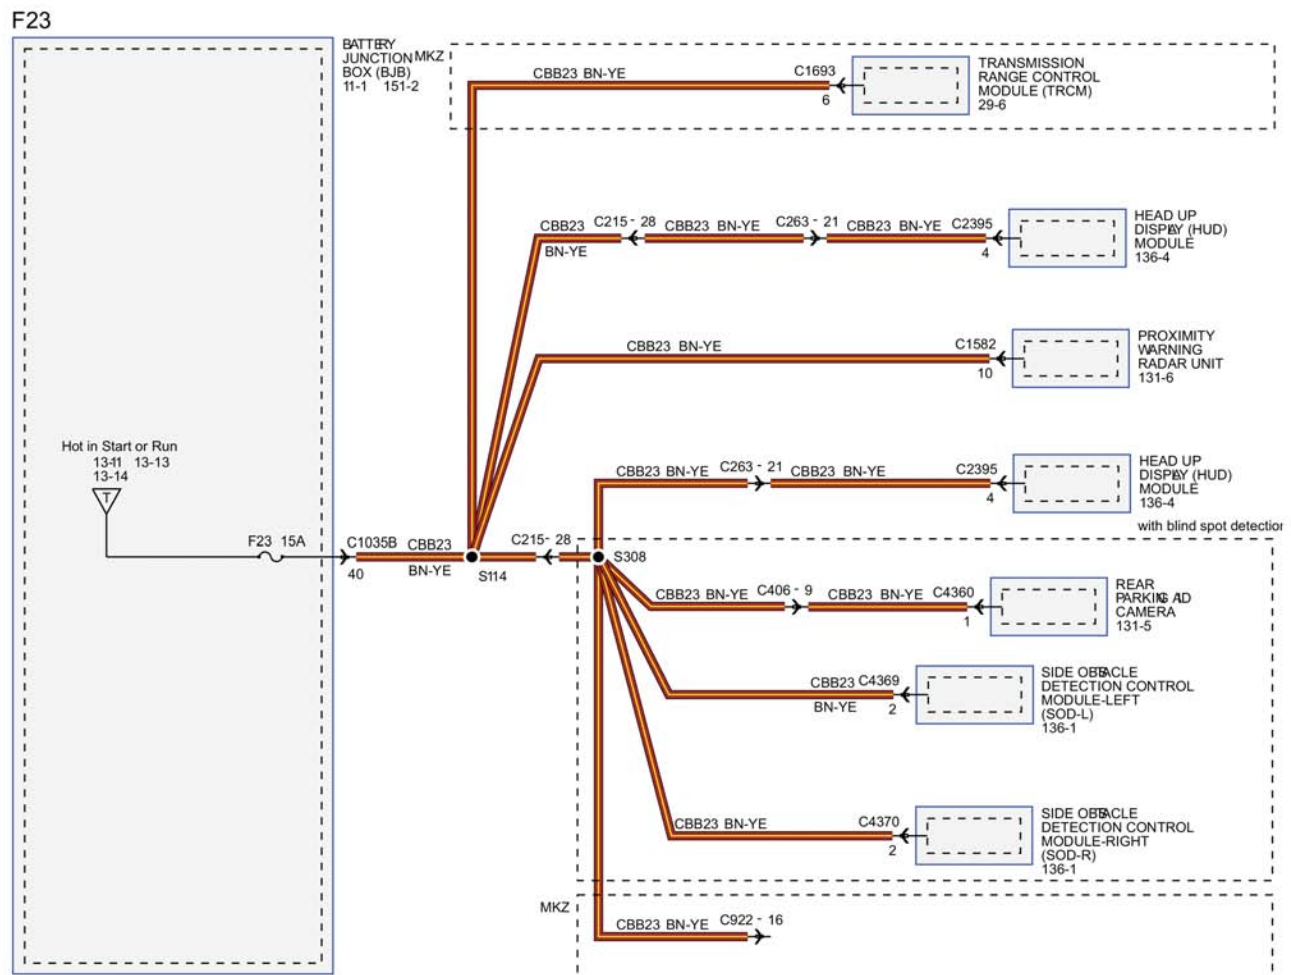 F23
BATTERY
JUNCTION
BOX (BJB)
11-1 151-2
MKZ
CBB23 BN-YE
C1693
6
TRANSMISSION
RANGE CONTROL
MODULE (TRCM)
29-6
CBB23
BN-YE
C215 - 28
CBB23 BN-YE
C263 - 21
CBB23 BN-YE
C2395
4
HEAD UP
DISPLAY (HUD)
MODULE
136-4
CBB23 BN-YE
C1582
10
PROXIMITY
WARNING
RADAR UNIT
131-6
Hot in Start or Run
13-11 13-13
13-14
T
F23 15A
C1035B
40
CBB23
BN-YE
S114
C215- 28
S308
CBB23 BN-YE
C263 - 21
CBB23 BN-YE
C2395
4
HEAD UP
DISPLAY (HUD)
MODULE
136-4
with blind spot detection
CBB23 BN-YE
C406 - 9
CBB23 BN-YE
C4360
1
REAR
PARKING AID
CAMERA
131-5
CBB23
BN-YE
C4369
2
SIDE OBSTACLE
DETECTION CONTROL
MODULE-LEFT
(SOD-L)
136-1
CBB23 BN-YE
C4370
2
SIDE OBSTACLE
DETECTION CONTROL
MODULE-RIGHT
(SOD-R)
136-1
MKZ
CBB23 BN-YE
C922 - 16